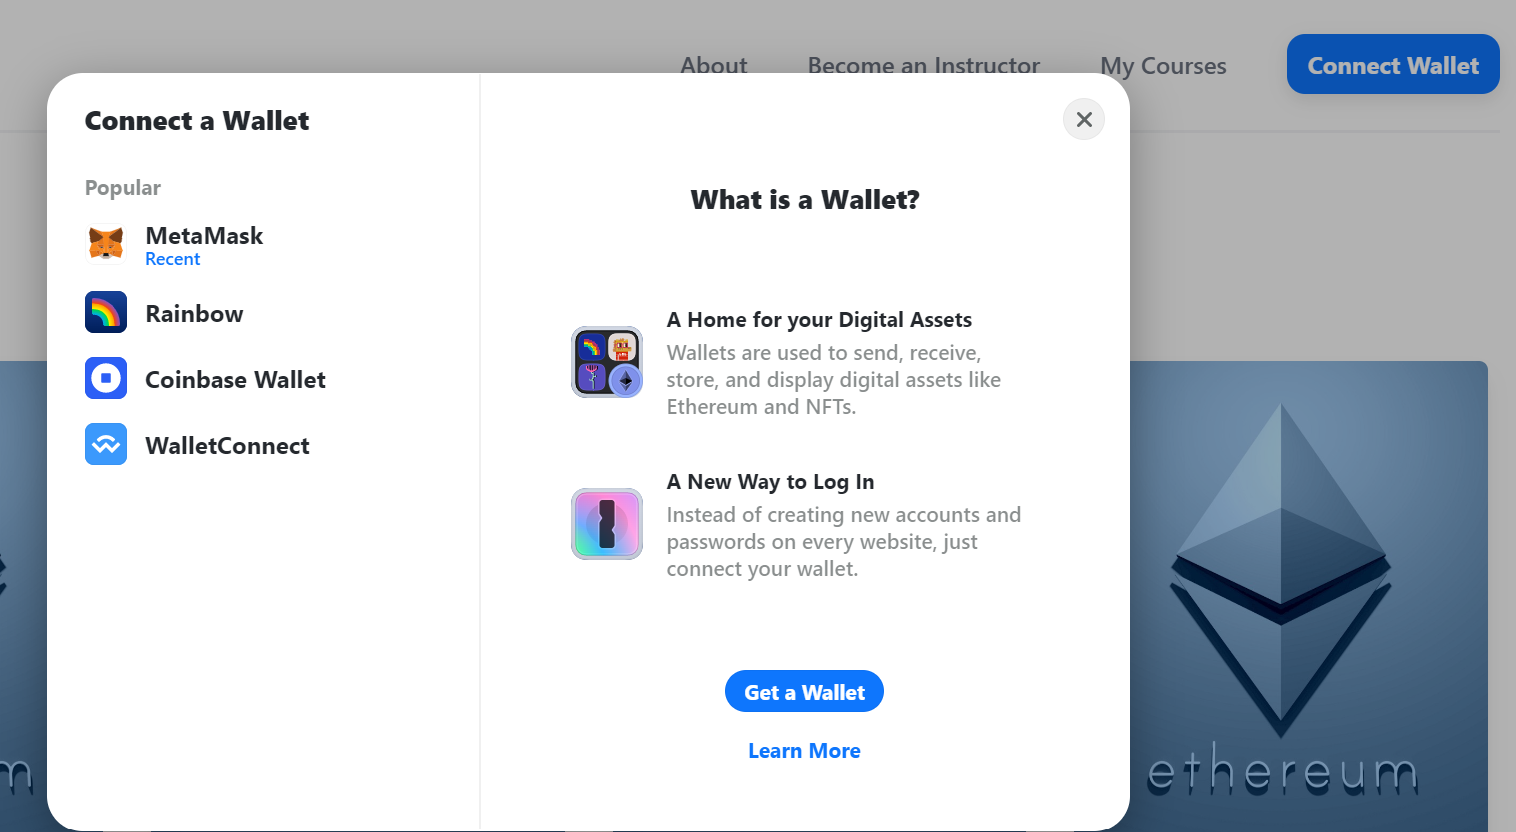 About
Become an Instructor
My Courses
Connect Wallet
Connect a Wallet
Popular
MetaMask
Recent
Rainbow
Coinbase Wallet
WalletConnect
What is a Wallet?
A Home for your Digital Assets
Wallets are used to send, receive,
store, and display digital assets like
Ethereum and NFTs.
A New Way to Log In
Instead of creating new accounts and
passwords on every website, just
connect your wallet.
Get a Wallet
Learn More
m
ethereum